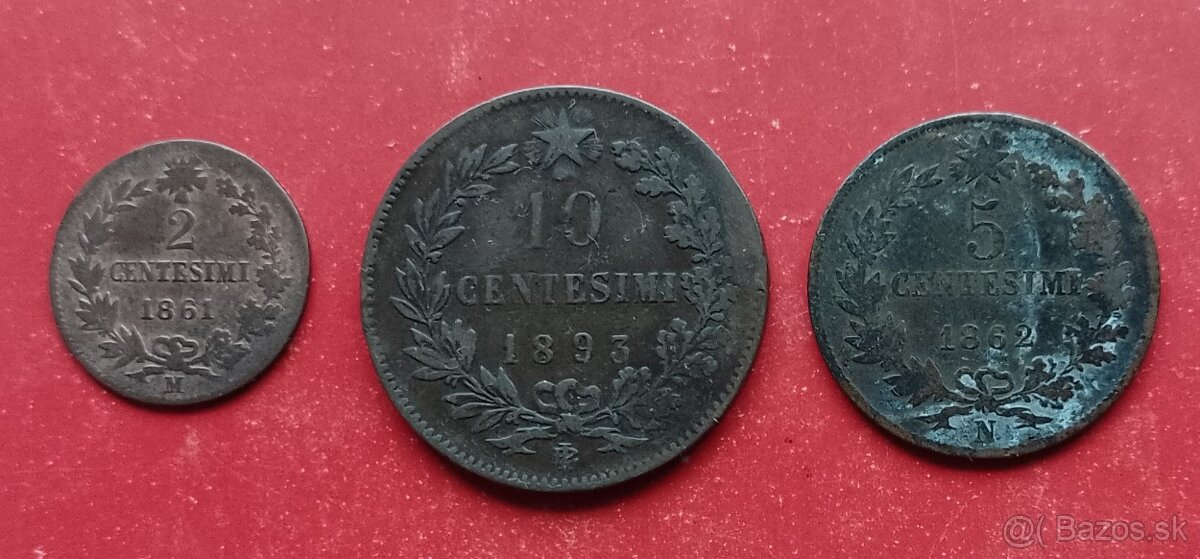 2
CENTESIMI
1861
M
10
CENTESIMI
1893
5
CENTESIMI
1862
N
@( Bazos.sk